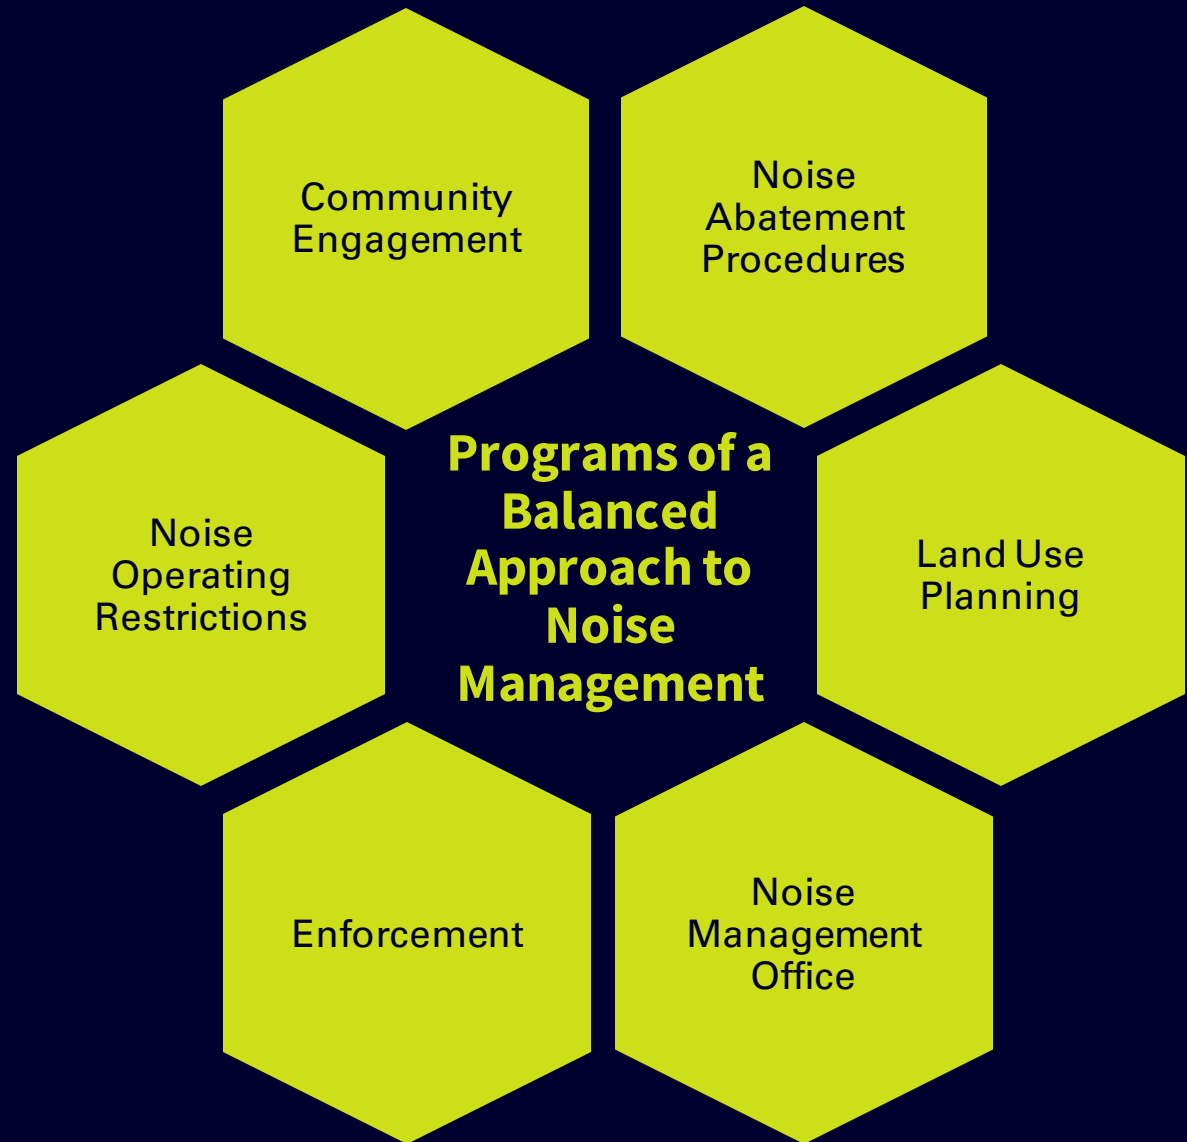 Community
Engagement
Noise
Abatement
Procedures
Noise
Operating
Restrictions
Programs of a
Balanced
Approach to
Noise
Management
Land Use
Planning
Enforcement
Noise
Management
Office